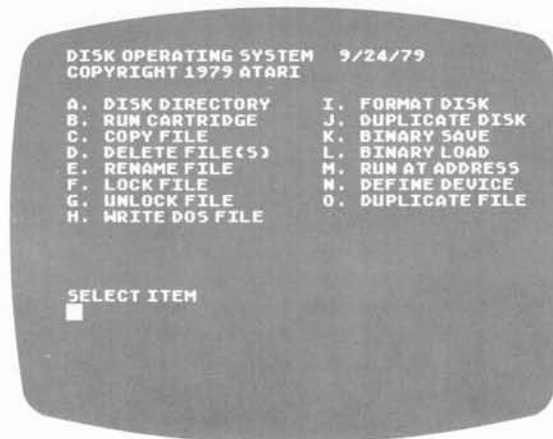 DISK OPERATING SYSTEM 9/24/79
COPYRIGHT 1979 ATARI
A. DISK DIRECTORY
B. RUN CARTRIDGE
C. COPY FILE
D. DELETE FILE(S)
E. RENAME FILE
F. LOCK FILE
G. UNLOCK FILE
H. WRITE DOS FILE
I. FORMAT DISK
J. DUPLICATE DISK
K. BINARY SAVE
L. BINARY LOAD
M. RUN AT ADDRESS
N. DEFINE DEVICE
O. DUPLICATE FILE
SELECT ITEM